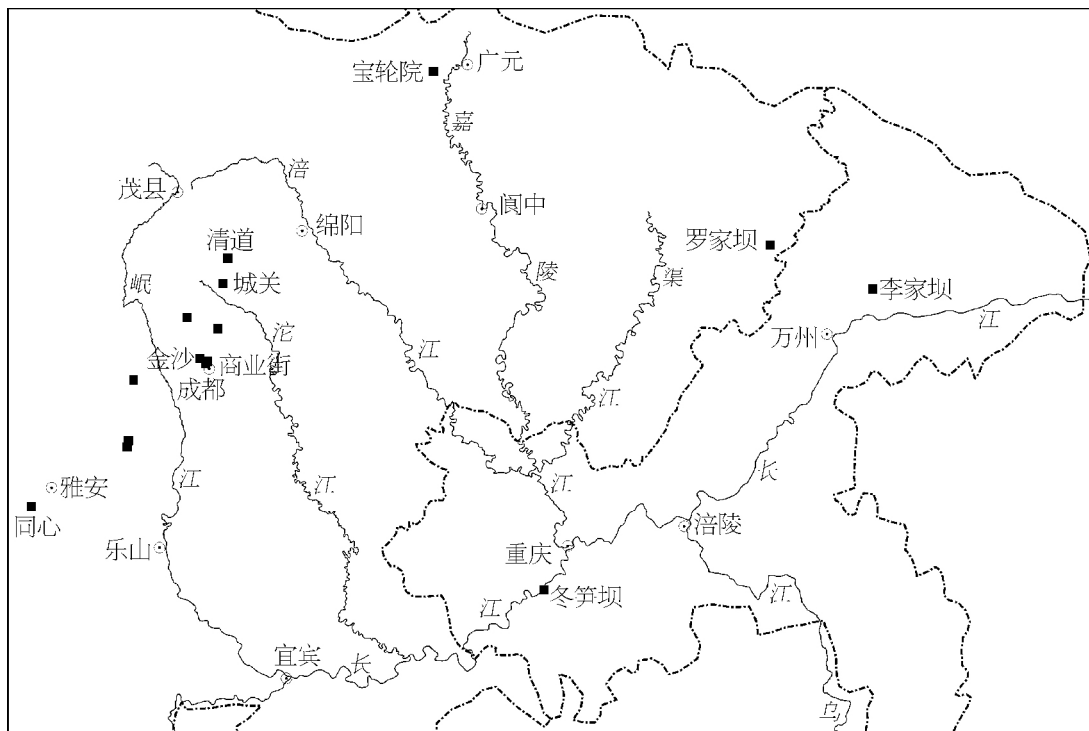 宝轮院
广元
嘉
涪
茂县
阆中
绵阳
清道
罗家坝
陵
渠
岷
城关
李家坝
江
沱
万州
金沙
商业街
江
成都
江
长
江
雅安
江
江
同心
涪陵
乐山
重庆
江
冬笋坝
江
宜宾
长
乌